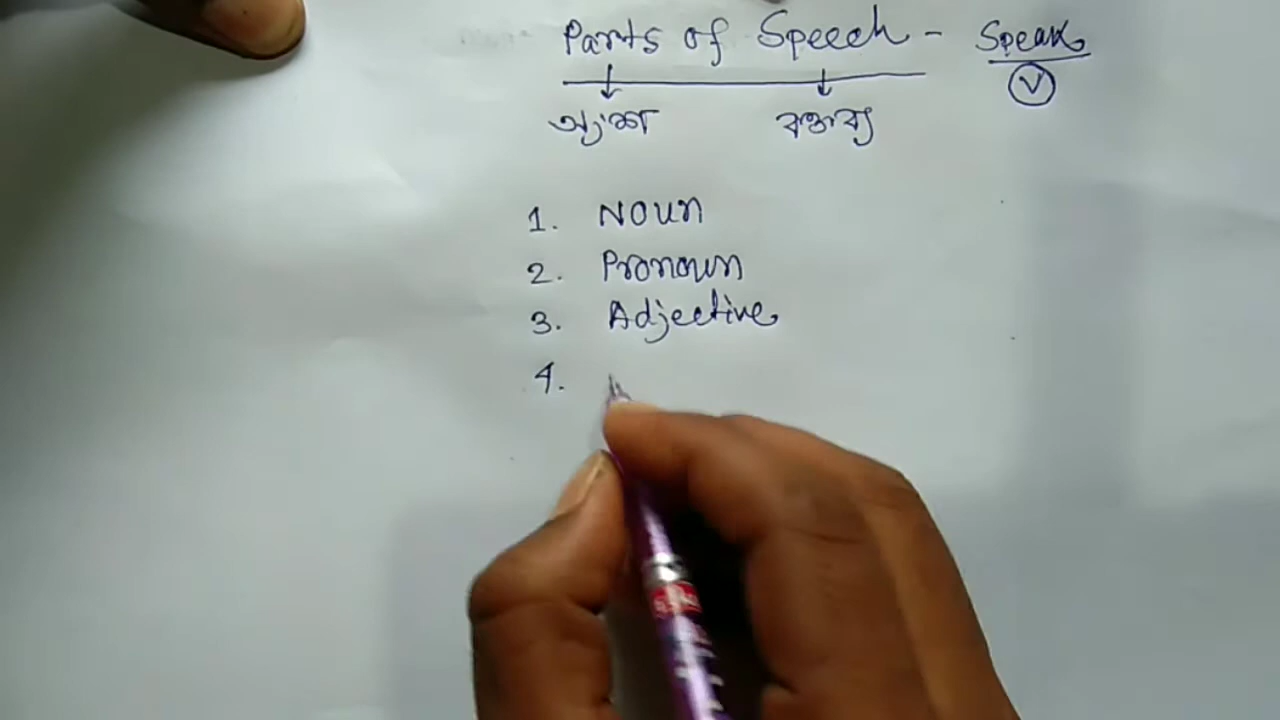 Parts of Speech - Speak
V
অংশ বক্তব্য
1. Noun
2. Pronoun
3. Adjective
4.